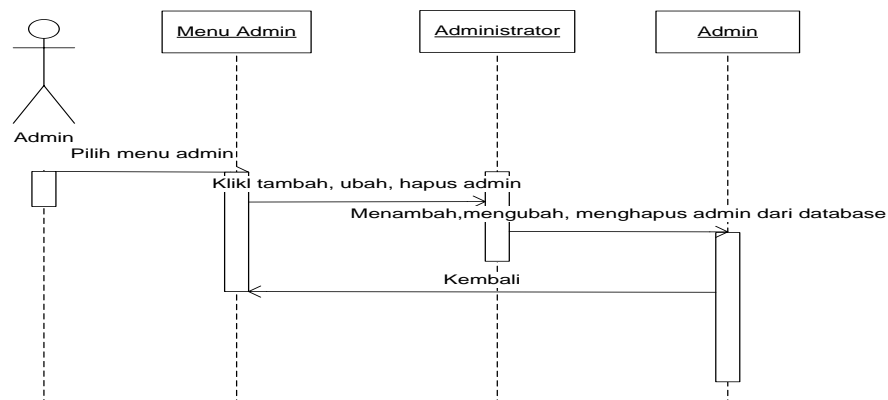 Menu Admin
Administrator
Admin
Admin
Pilih menu admin
Klikl tambah, ubah, hapus admin
Menambah,mengubah, menghapus admin dari database
Kembali